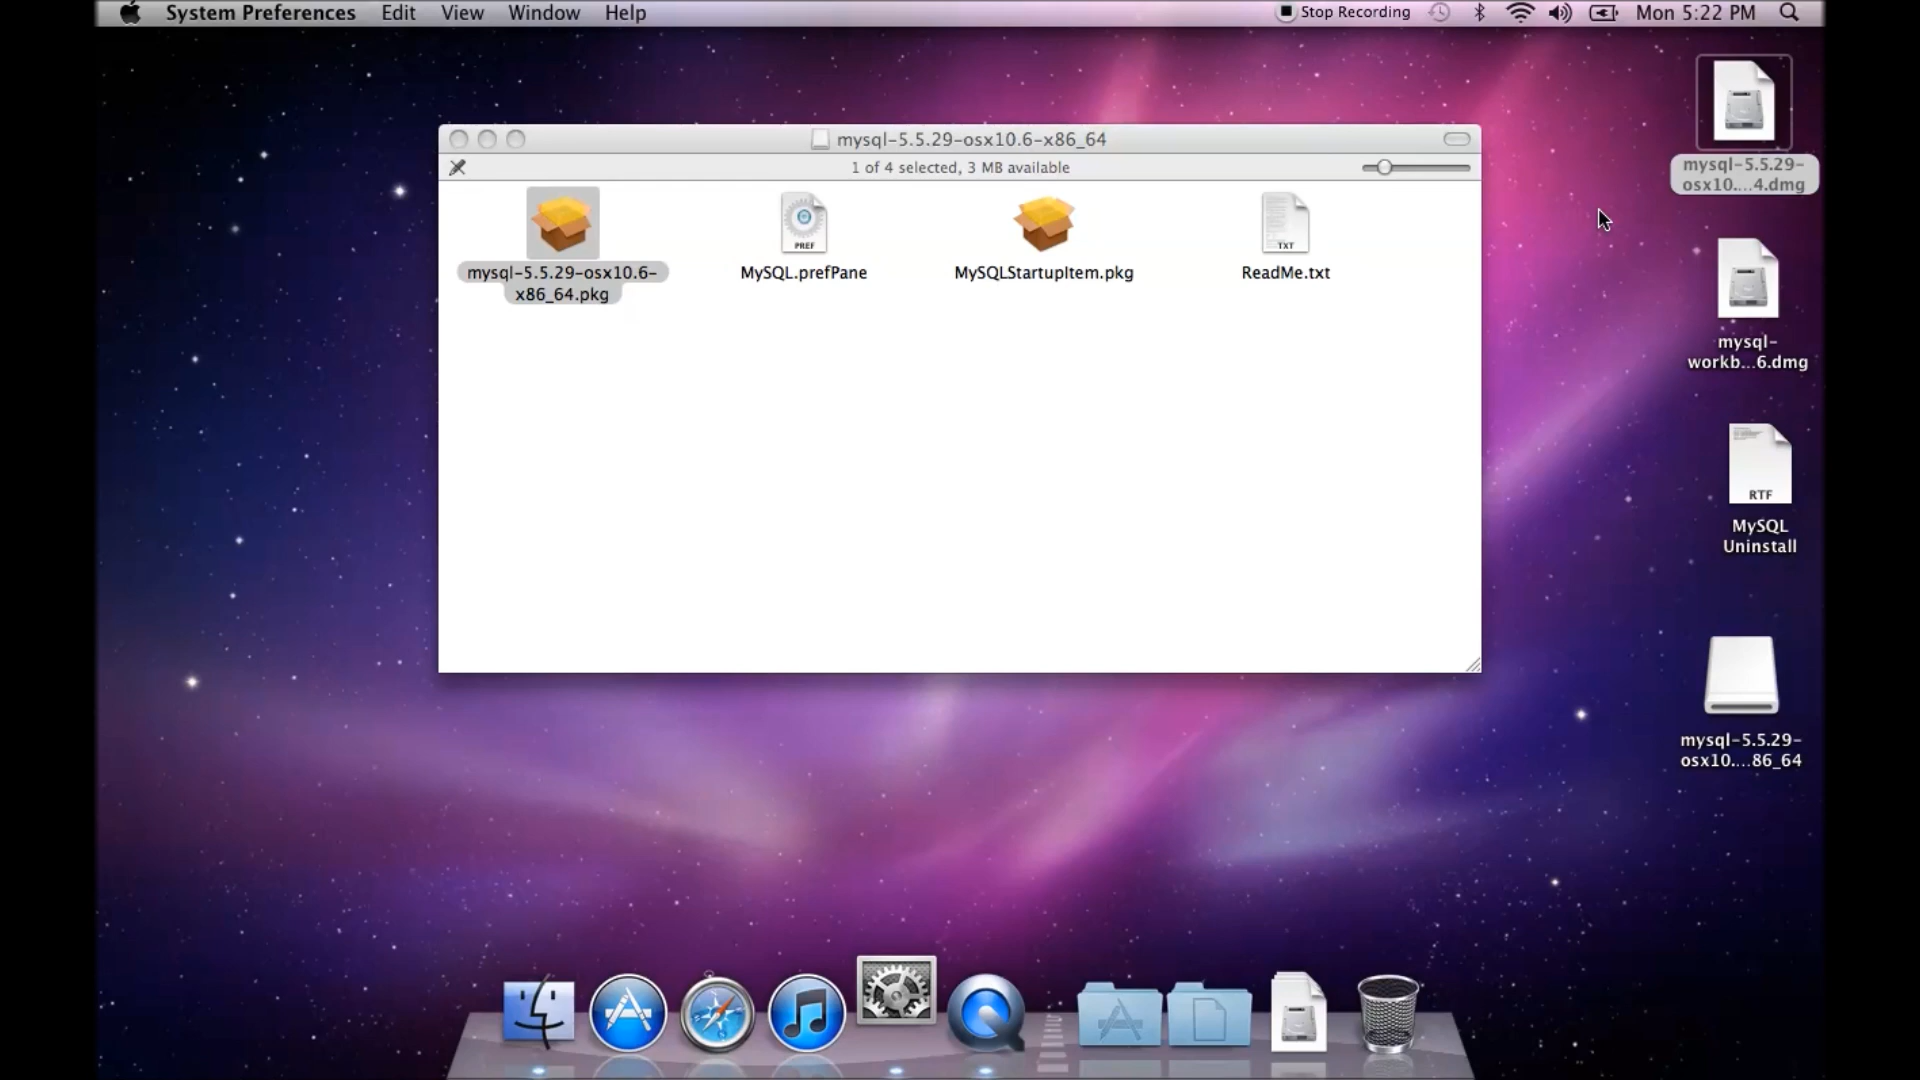 System Preferences Edit View Window Help
Stop Recording
Mon 5:22 PM
mysql-5.5.29-osx10.6-x86_64
1 of 4 selected, 3 MB available
mysql-5.5.29-osx10.6-
x86_64.pkg
PREF
MySQL.prefPane
MySQLStartupItem.pkg
TXT
ReadMe.txt
mysql-5.5.29-
osx10....4.dmg
mysql-
workb...6.dmg
RTF
MySQL
Uninstall
mysql-5.5.29-
osx10....86_64